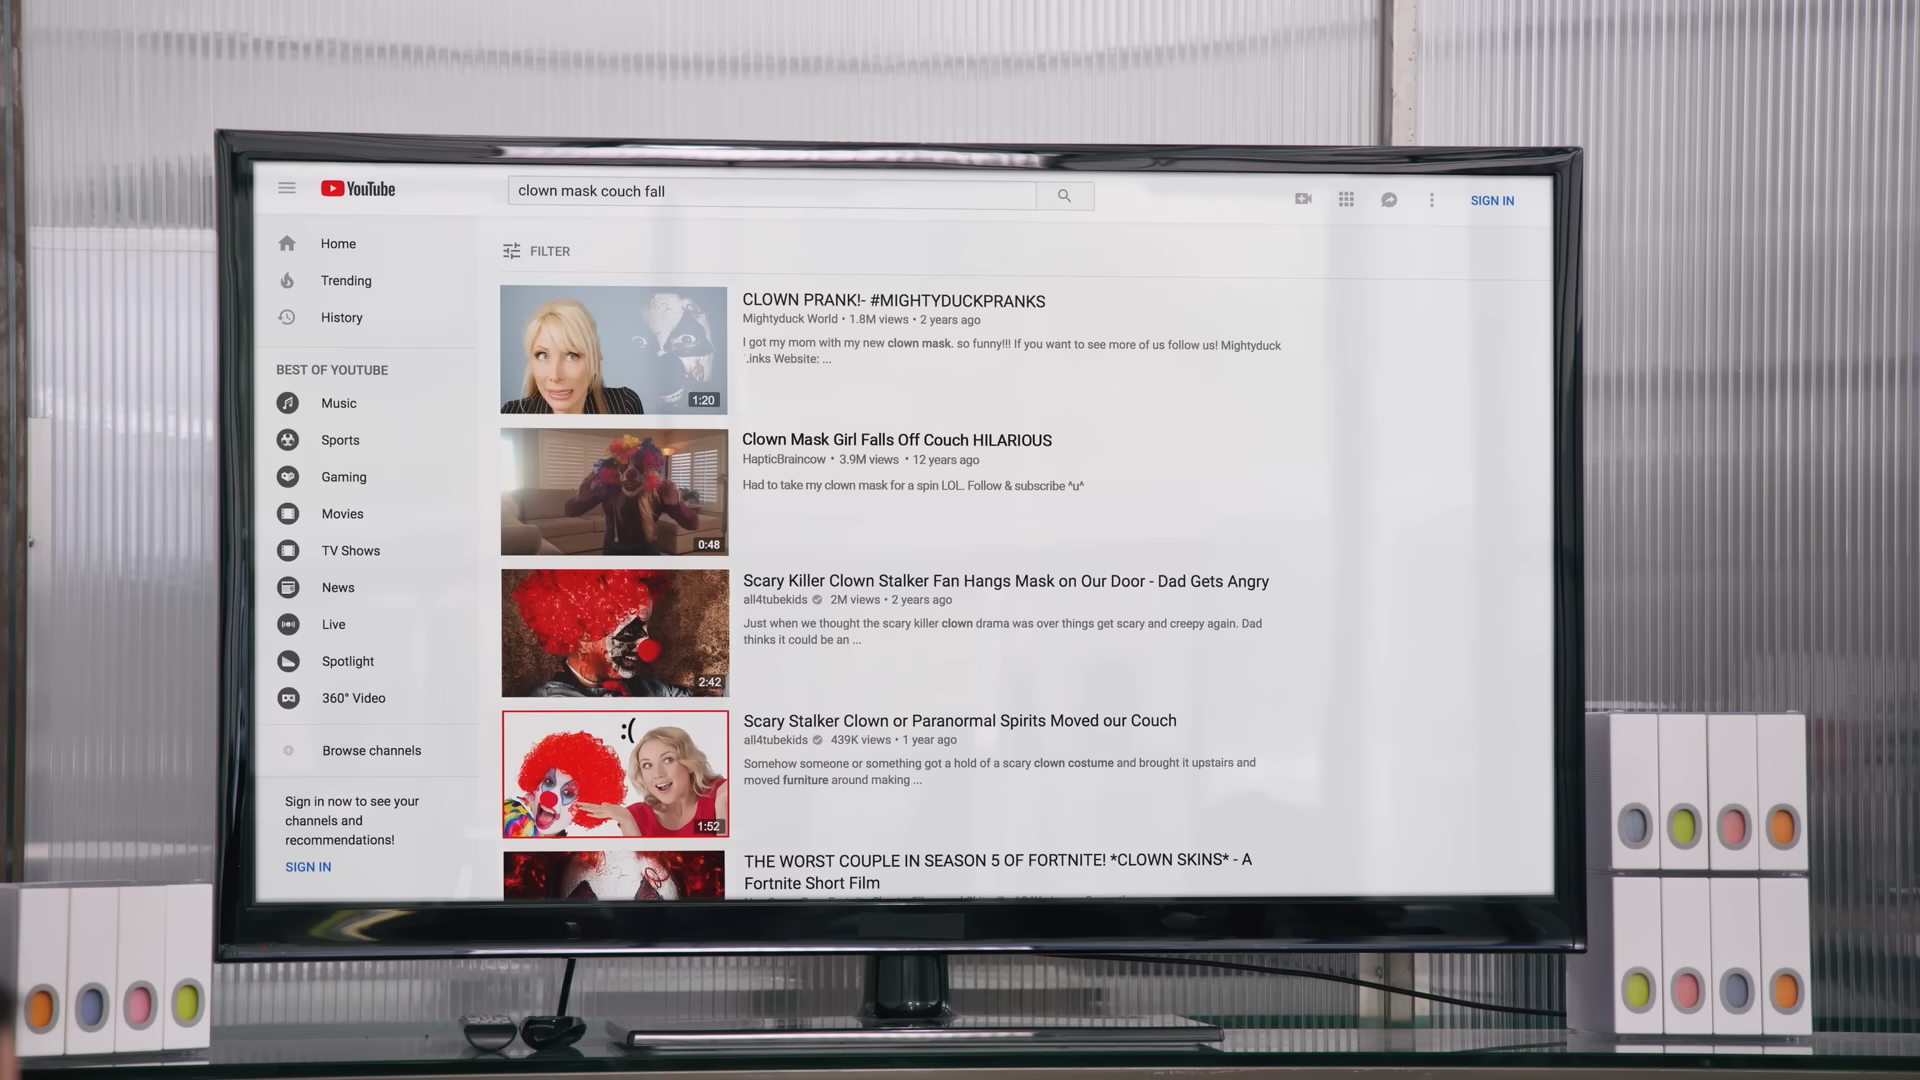 YouTube
clown mask couch fall
SIGN IN
Home
Trending
History
BEST OF YOUTUBE
Music
Sports
Gaming
Movies
TV Shows
News
Live
Spotlight
360° Video
Browse channels
Sign in now to see your
channels and
recommendations!
SIGN IN
FILTER
CLOWN PRANK!- #MIGHTYDUCKPRANKS
Mightyduck World • 1.8M views • 2 years ago
I got my mom with my new clown mask. so funny!!! If you want to see more of us follow us! Mightyduck
Links Website: ...
1:20
Clown Mask Girl Falls Off Couch HILARIOUS
HapticBraincow • 3.9M views • 12 years ago
Had to take my clown mask for a spin LOL. Follow & subscribe ^u^
0:48
Scary Killer Clown Stalker Fan Hangs Mask on Our Door - Dad Gets Angry
all4tubekids 2M views • 2 years ago
Just when we thought the scary killer clown drama was over things get scary and creepy again. Dad
thinks it could be an ...
2:42
Scary Stalker Clown or Paranormal Spirits Moved our Couch
all4tubekids 439K views • 1 year ago
Somehow someone or something got a hold of a scary clown costume and brought it upstairs and
moved furniture around making ...
:(
1:52
THE WORST COUPLE IN SEASON 5 OF FORTNITE! *CLOWN SKINS* - A
Fortnite Short Film